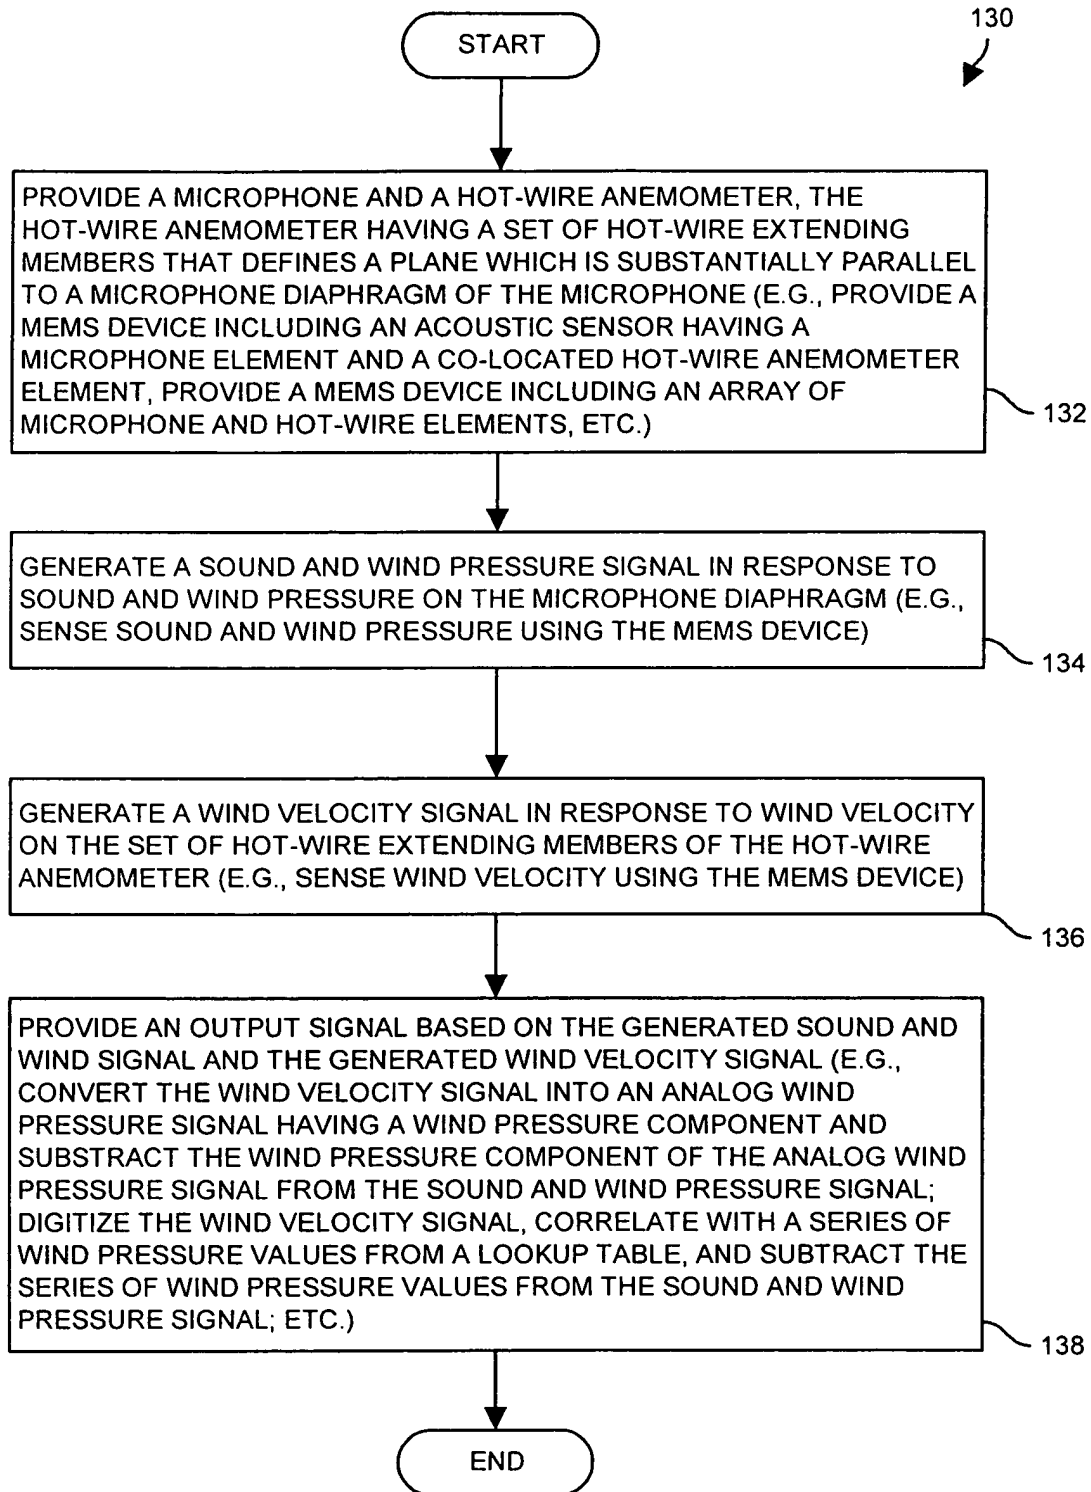 130
START
PROVIDE A MICROPHONE AND A HOT-WIRE ANEMOMETER, THE
HOT-WIRE ANEMOMETER HAVING A SET OF HOT-WIRE EXTENDING
MEMBERS THAT DEFINES A PLANE WHICH IS SUBSTANTIALLY PARALLEL
TO A MICROPHONE DIAPHRAGM OF THE MICROPHONE (E.G., PROVIDE A
MEMS DEVICE INCLUDING AN ACOUSTIC SENSOR HAVING A
MICROPHONE ELEMENT AND A CO-LOCATED HOT-WIRE ANEMOMETER
ELEMENT, PROVIDE A MEMS DEVICE INCLUDING AN ARRAY OF
MICROPHONE AND HOT-WIRE ELEMENTS, ETC.)
132
GENERATE A SOUND AND WIND PRESSURE SIGNAL IN RESPONSE TO
SOUND AND WIND PRESSURE ON THE MICROPHONE DIAPHRAGM (E.G.,
SENSE SOUND AND WIND PRESSURE USING THE MEMS DEVICE)
134
GENERATE A WIND VELOCITY SIGNAL IN RESPONSE TO WIND VELOCITY
ON THE SET OF HOT-WIRE EXTENDING MEMBERS OF THE HOT-WIRE
ANEMOMETER (E.G., SENSE WIND VELOCITY USING THE MEMS DEVICE)
136
PROVIDE AN OUTPUT SIGNAL BASED ON THE GENERATED SOUND AND
WIND SIGNAL AND THE GENERATED WIND VELOCITY SIGNAL (E.G.,
CONVERT THE WIND VELOCITY SIGNAL INTO AN ANALOG WIND
PRESSURE SIGNAL HAVING A WIND PRESSURE COMPONENT AND
SUBSTRACT THE WIND PRESSURE COMPONENT OF THE ANALOG WIND
PRESSURE SIGNAL FROM THE SOUND AND WIND PRESSURE SIGNAL;
DIGITIZE THE WIND VELOCITY SIGNAL, CORRELATE WITH A SERIES OF
WIND PRESSURE VALUES FROM A LOOKUP TABLE, AND SUBTRACT THE
SERIES OF WIND PRESSURE VALUES FROM THE SOUND AND WIND
PRESSURE SIGNAL; ETC.)
138
END